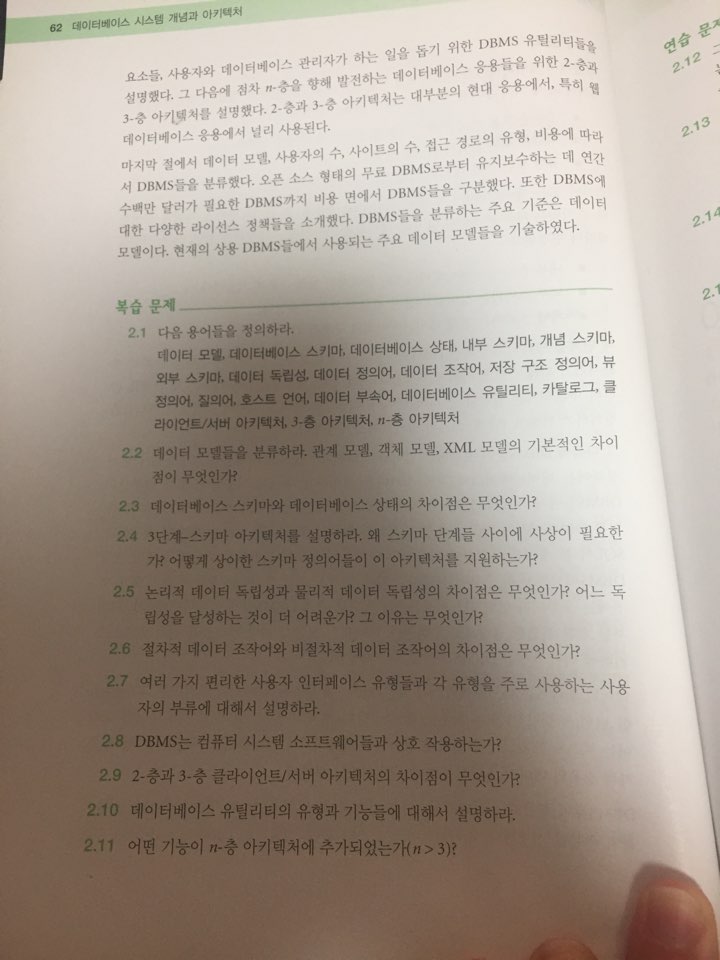 62 데이터베이스 시스템 개념과 아키텍처
요소들, 사용자와 데이터베이스 관리자가 하는 일을 돕기 위한 DBMS 유틸리티들을
설명했다. 그 다음에 점차 n-층을 향해 발전하는 데이터베이스 응용들을 위한 2-층과
3-층 아키텍처를 설명했다. 2-층과 3-층 아키텍처는 대부분의 현대 응용에서, 특히 웹
데이터베이스 응용에서 널리 사용된다.
마지막 절에서 데이터 모델, 사용자의 수, 사이트의 수, 접근 경로의 유형, 비용에 따라
서 DBMS들을 분류했다. 오픈 소스 형태의 무료 DBMS로부터 유지보수하는 데 연간
수백만 달러가 필요한 DBMS까지 비용 면에서 DBMS들을 구분했다. 또한 DBMS에
대한 다양한 라이선스 정책들을 소개했다. DBMS들을 분류하는 주요 기준은 데이터
모델이다. 현재의 상용 DBMS들에서 사용되는 주요 데이터 모델들을 기술하였다.
복습 문제
2.1 다음 용어들을 정의하라.
데이터 모델, 데이터베이스 스키마, 데이터베이스 상태, 내부 스키마, 개념 스키마,
외부 스키마, 데이터 독립성, 데이터 정의어, 데이터 조작어, 저장 구조 정의어, 뷰
정의어, 질의어, 호스트 언어, 데이터 부속어, 데이터베이스 유틸리티, 카탈로그, 클
라이언트/서버 아키텍처, 3-층 아키텍처, n-층 아키텍처
2.2 데이터 모델들을 분류하라. 관계 모델, 객체 모델, XML 모델의 기본적인 차이
점이 무엇인가?
2.3 데이터베이스 스키마와 데이터베이스 상태의 차이점은 무엇인가?
2.4 3단계-스키마 아키텍처를 설명하라. 왜 스키마 단계들 사이에 사상이 필요한
가? 어떻게 상이한 스키마 정의어들이 이 아키텍처를 지원하는가?
2.5 논리적 데이터 독립성과 물리적 데이터 독립성의 차이점은 무엇인가? 어느 독
립성을 달성하는 것이 더 어려운가? 그 이유는 무엇인가?
2.6 절차적 데이터 조작어와 비절차적 데이터 조작어의 차이점은 무엇인가?
2.7 여러 가지 편리한 사용자 인터페이스 유형들과 각 유형을 주로 사용하는 사용
자의 부류에 대해서 설명하라.
2.8 DBMS는 컴퓨터 시스템 소프트웨어들과 상호 작용하는가?
2.9 2-층과 3-층 클라이언트/서버 아키텍처의 차이점이 무엇인가?
2.10 데이터베이스 유틸리티의 유형과 기능들에 대해서 설명하라.
2.11 어떤 기능이 n-층 아키텍처에 추가되었는가(n > 3)?
연습 문제
2.12
2.13
2.14